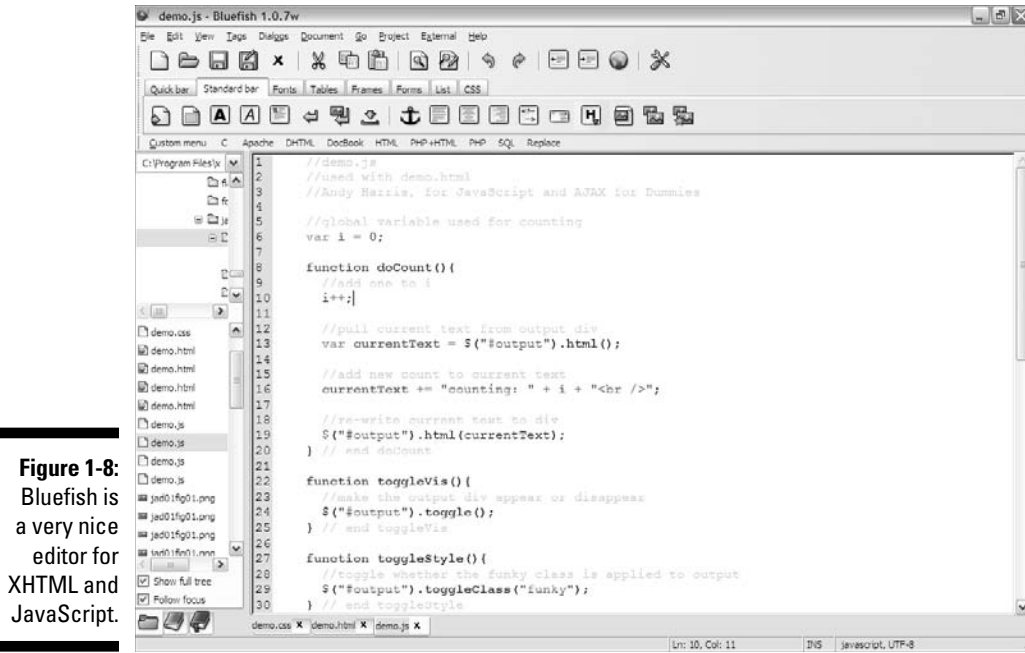 demo.js - Bluefish 1.0.7w
File Edit View Tags Dialogs Document Go Project External Help
Quick bar Standard bar Fonts Tables Frames Forms List CSS
Custom menu C Apache DHTML DocBook HTML PHP+HTML PHP SQL Replace
C:\Program Files\x
demo.css
demo.html
demo.html
demo.html
demo.html
demo.js
demo.js
demo.js
demo.js
jad01fig01.png
jad01fig01.png
jad01fig01.png
jad01fig01.png
Show full tree
Follow focus
1 //demo.js
2 //used with demo.html
3 //Andy Harris, for JavaScript and AJAX for Dummies
4
5 //global variable used for counting
6 var i = 0;
7
8 function doCount(){
9 //add one to i
10 i++;
11
12 //pull current text from output div
13 var currentText = $("#output").html();
14
15 //add new count to current text
16 currentText += "counting: " + i + "<br />";
17
18 //re-write current text to div
19 $("#output").html(currentText);
20 } // end doCount
21
22 function toggleVis(){
23 //make the output div appear or disappear
24 $("#output").toggle();
25 } // end toggleVis
26
27 function toggleStyle(){
28 //toggle whether the funky class is applied to output
29 $("#output").toggleClass("funky");
30 } // end toggleStyle
demo.css X demo.html X demo.js X
Ln: 10, Col: 11 INS javascript, UTF-8
Figure 1-8:
Bluefish is
a very nice
editor for
XHTML and
JavaScript.